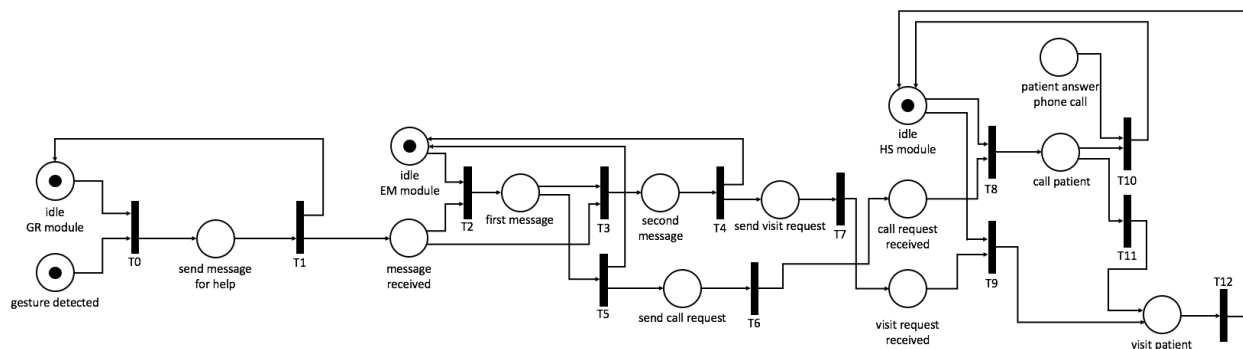 idle
GR module
gesture detected
T0
send message
for help
T1
idle
EM module
message
received
T2
first message
T3
second
message
T4
send visit request
T7
T5
send call request
T6
idle
HS module
call request
received
visit request
received
T8
T9
patient answer
phone call
call patient
T10
T11
visit patient
T12